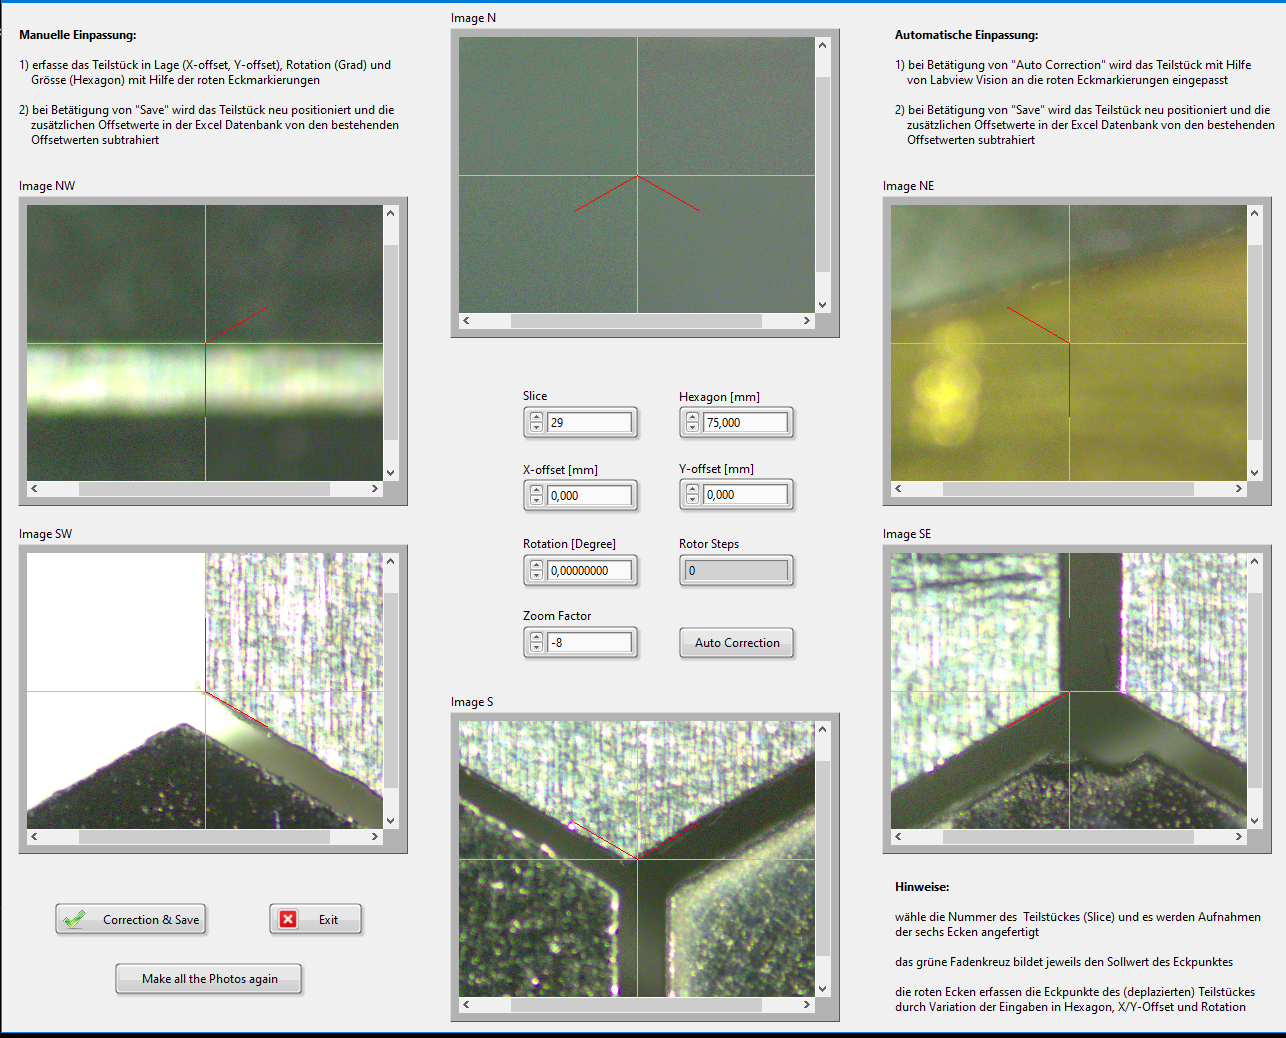 Manuelle Einpassung:
1) erfasse das Teilstück in Lage (X-offset, Y-offset), Rotation (Grad) und
Grösse (Hexagon) mit Hilfe der roten Eckmarkierungen
2) bei Betätigung von "Save" wird das Teilstück neu positioniert und die
zusätzlichen Offsetwerte in der Excel Datenbank von den bestehenden
Offsetwerten subtrahiert
Image N
Automatische Einpassung:
1) bei Betätigung von "Auto Correction" wird das Teilstück mit Hilfe
von Labview Vision an die roten Eckmarkierungen eingepasst
2) bei Betätigung von "Save" wird das Teilstück neu positioniert und die
zusätzlichen Offsetwerte in der Excel Datenbank von den bestehenden
Offsetwerten subtrahiert
Image NW
Image NE
Slice
29
Hexagon [mm]
75,000
X-offset [mm]
0,000
Y-offset [mm]
0,000
Rotation [Degree]
0,00000000
Rotor Steps
0
Zoom Factor
-8
Auto Correction
Image SW
Image SE
Image S
Correction & Save
Exit
Make all the Photos again
Hinweise:
wähle die Nummer des Teilstückes (Slice) und es werden Aufnahmen
der sechs Ecken angefertigt
das grüne Fadenkreuz bildet jeweils den Sollwert des Eckpunktes
die roten Ecken erfassen die Eckpunkte des (deplazierten) Teilstückes
durch Variation der Eingaben in Hexagon, X/Y-Offset und Rotation